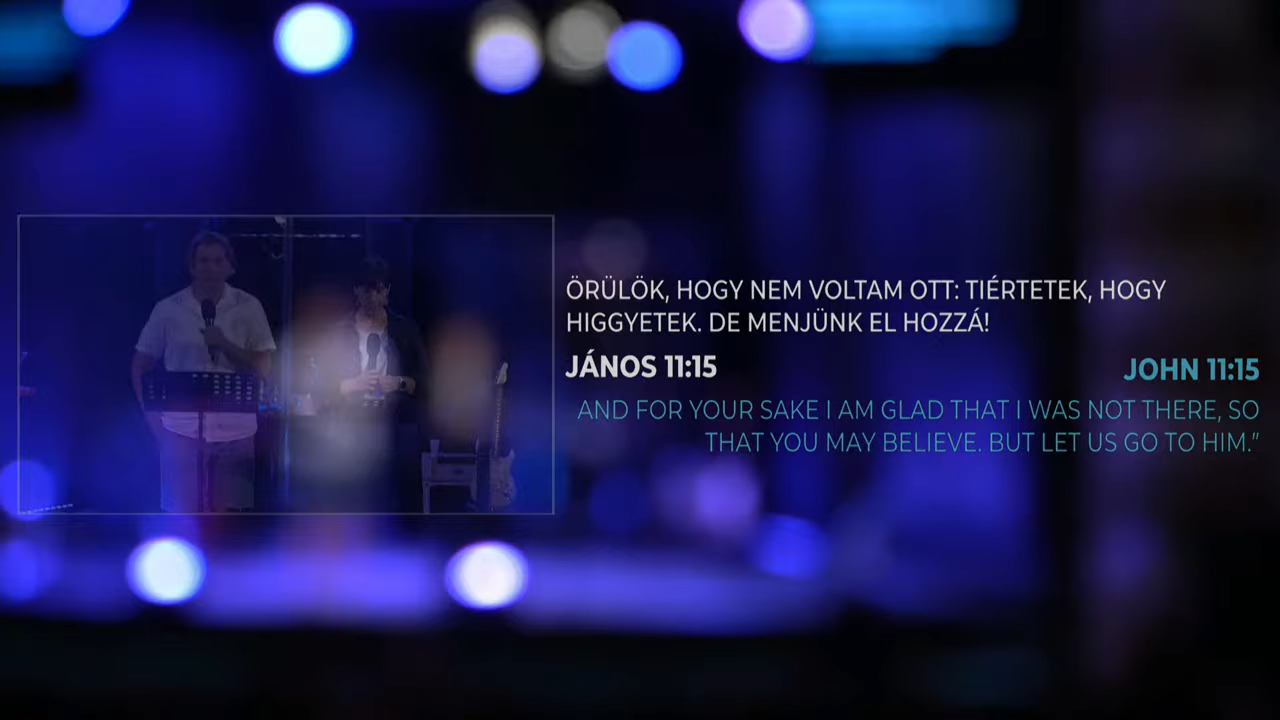 ÖRÜLÖK, HOGY NEM VOLTAM OTT: TIÉRTETEK, HOGY
HIGGYETEK. DE MENJÜNK EL HOZZÁ!
JÁNOS 11:15
JOHN 11:15
AND FOR YOUR SAKE I AM GLAD THAT I WAS NOT THERE, SO
THAT YOU MAY BELIEVE. BUT LET US GO TO HIM.”